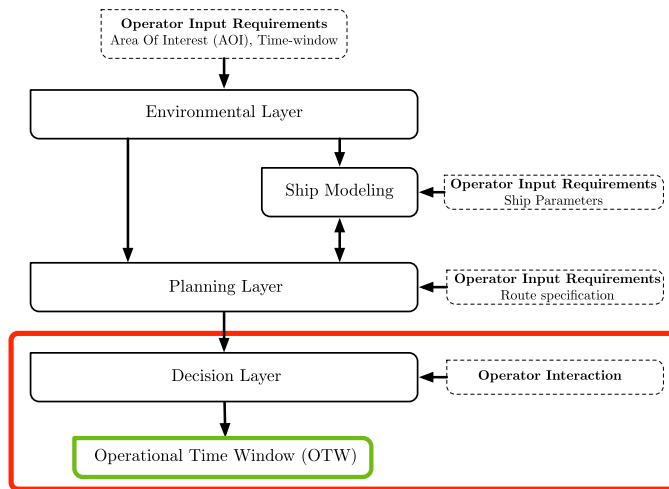 Operator Input Requirements
Area Of Interest (AOI), Time-window
Environmental Layer
Ship Modeling
Operator Input Requirements
Ship Parameters
Planning Layer
Operator Input Requirements
Route specification
Decision Layer
Operator Interaction
Operational Time Window (OTW)